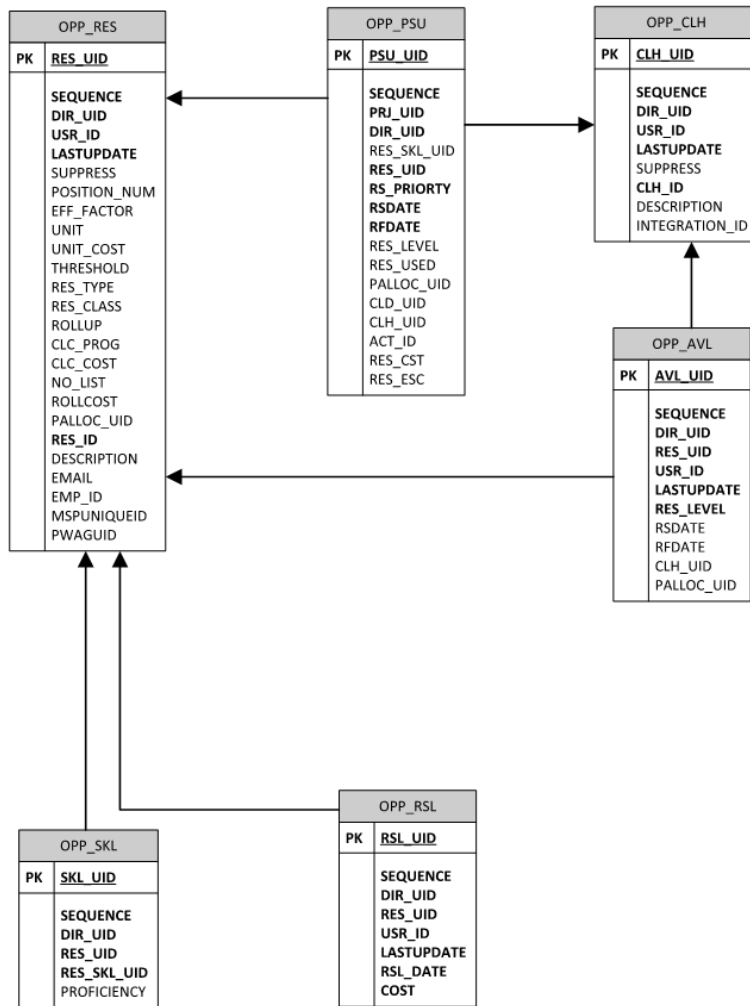 OPP_RES
PK RES_UID
SEQUENCE
DIR_UID
USR_ID
LASTUPDATE
SUPPRESS
POSITION_NUM
EFF_FACTOR
UNIT
UNIT_COST
THRESHOLD
RES_TYPE
RES_CLASS
ROLLUP
CLC_PROG
CLC_COST
NO_LIST
ROLLCOST
PALLOC_UID
RES_ID
DESCRIPTION
EMAIL
EMP_ID
MSPUNIQUEID
PWAGUID
OPP_PSU
PK PSU_UID
SEQUENCE
PRJ_UID
DIR_UID
RES_SKL_UID
RES_UID
RS_PRIORTY
RSDATE
RFDATE
RES_LEVEL
RES_USED
PALLOC_UID
CLD_UID
CLH_UID
ACT_ID
RES_CST
RES_ESC
OPP_CLH
PK CLH_UID
SEQUENCE
DIR_UID
USR_ID
LASTUPDATE
SUPPRESS
CLH_ID
DESCRIPTION
INTEGRATION_ID
OPP_AVL
PK AVL_UID
SEQUENCE
DIR_UID
RES_UID
USR_ID
LASTUPDATE
RES_LEVEL
RSDATE
RFDATE
CLH_UID
PALLOC_UID
OPP_SKL
PK SKL_UID
SEQUENCE
DIR_UID
RES_UID
RES_SKL_UID
PROFICIENCY
OPP_RSL
PK RSL_UID
SEQUENCE
DIR_UID
RES_UID
USR_ID
LASTUPDATE
RSL_DATE
COST